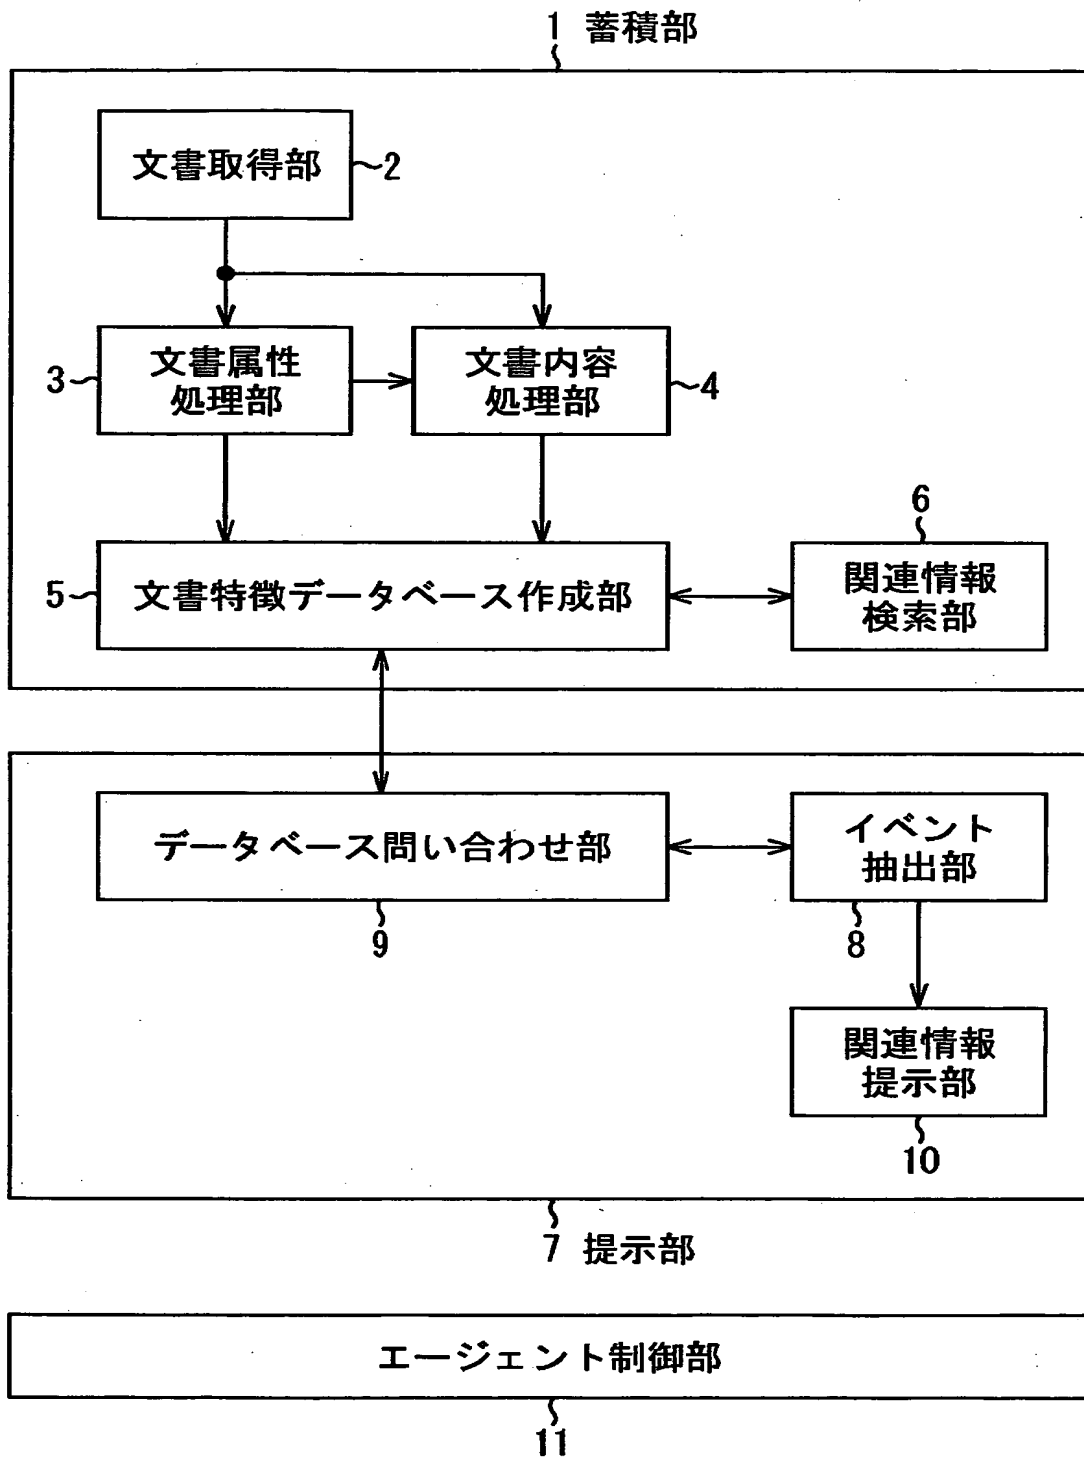 1 蓄積部
文書取得部
2
文書属性
処理部
3
文書内容
処理部
4
5
文書特徴データベース作成部
6
関連情報
検索部
データベース問い合わせ部
9
イベント
抽出部
8
関連情報
提示部
10
7 提示部
エージェント制御部
11